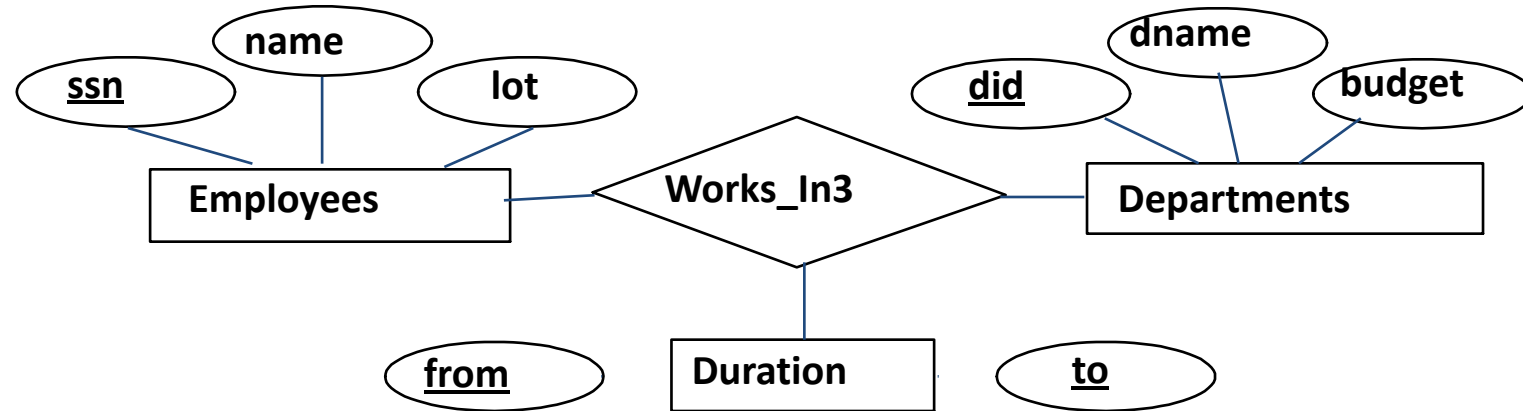 name
dname
ssn
lot
did
budget
Employees
Works_In3
Departments
from
Duration
to